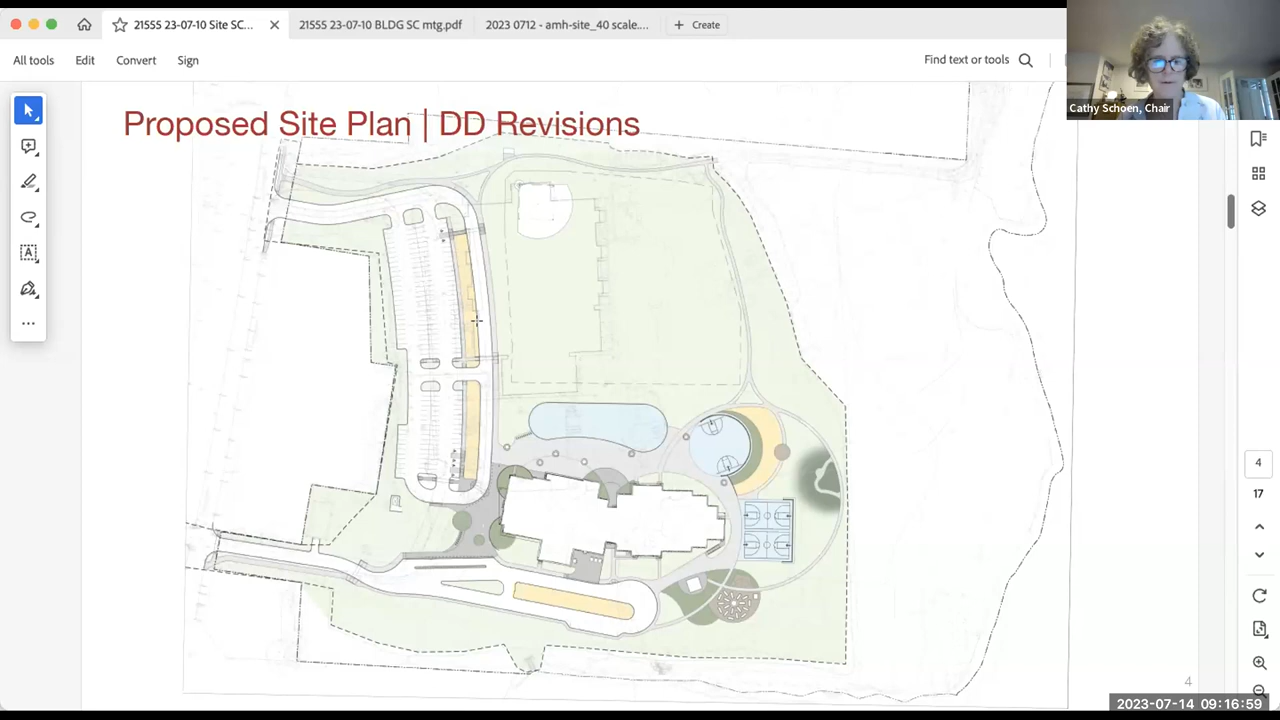 21555 23-07-10 Site SC...
21555 23-07-10 BLDG SC mtg.pdf
2023 0712 - amh-site_40 scale....
+ Create
All tools
Edit
Convert
Sign
Find text or tools
Cathy Schoen, Chair
Proposed Site Plan | DD Revisions
4
17
4
2023-07-14 09:16:59